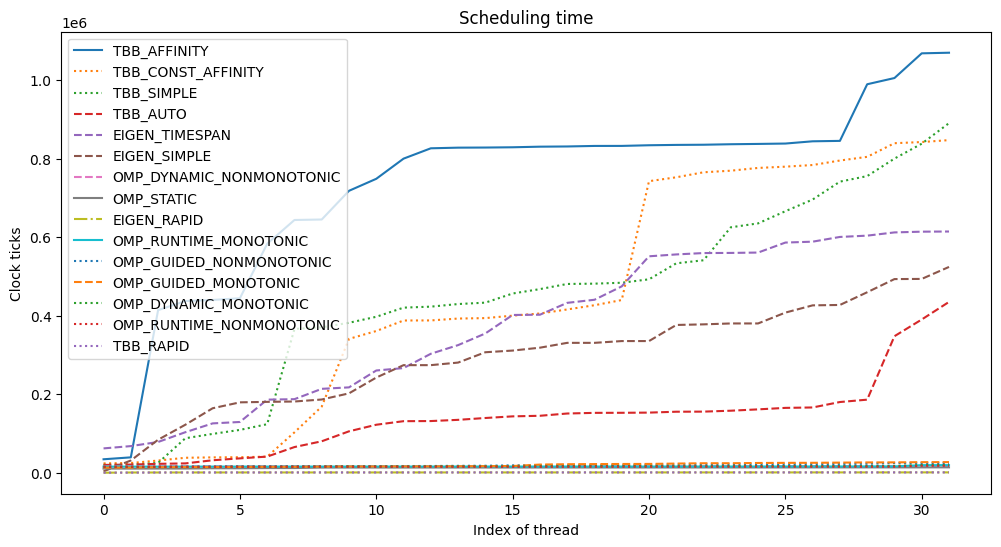 Scheduling time
1e6
TBB_AFFINITY
TBB_CONST_AFFINITY
TBB_SIMPLE
TBB_AUTO
EIGEN_TIMESPAN
EIGEN_SIMPLE
OMP_DYNAMIC_NONMONOTONIC
OMP_STATIC
EIGEN_RAPID
OMP_RUNTIME_MONOTONIC
OMP_GUIDED_NONMONOTONIC
OMP_GUIDED_MONOTONIC
OMP_DYNAMIC_MONOTONIC
OMP_RUNTIME_NONMONOTONIC
TBB_RAPID
1.0
0.8
0.6
0.4
0.2
0.0
Clock ticks
0 5 10 15 20 25 30
Index of thread